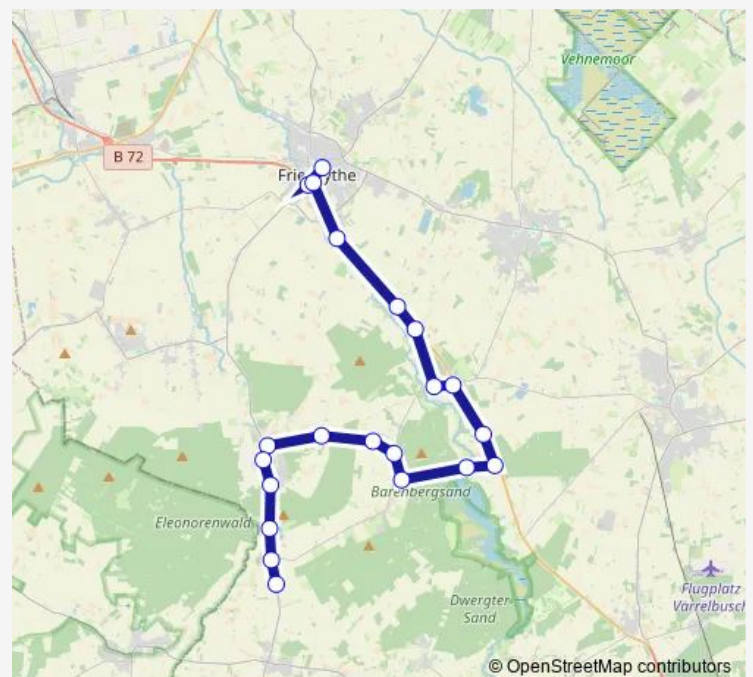 Vehnemoor
B 72
Barenbergsand
Eleonorenwald
Flugplatz
Varrelbusch
Dwergter
Sand
© OpenStreetMap contributors